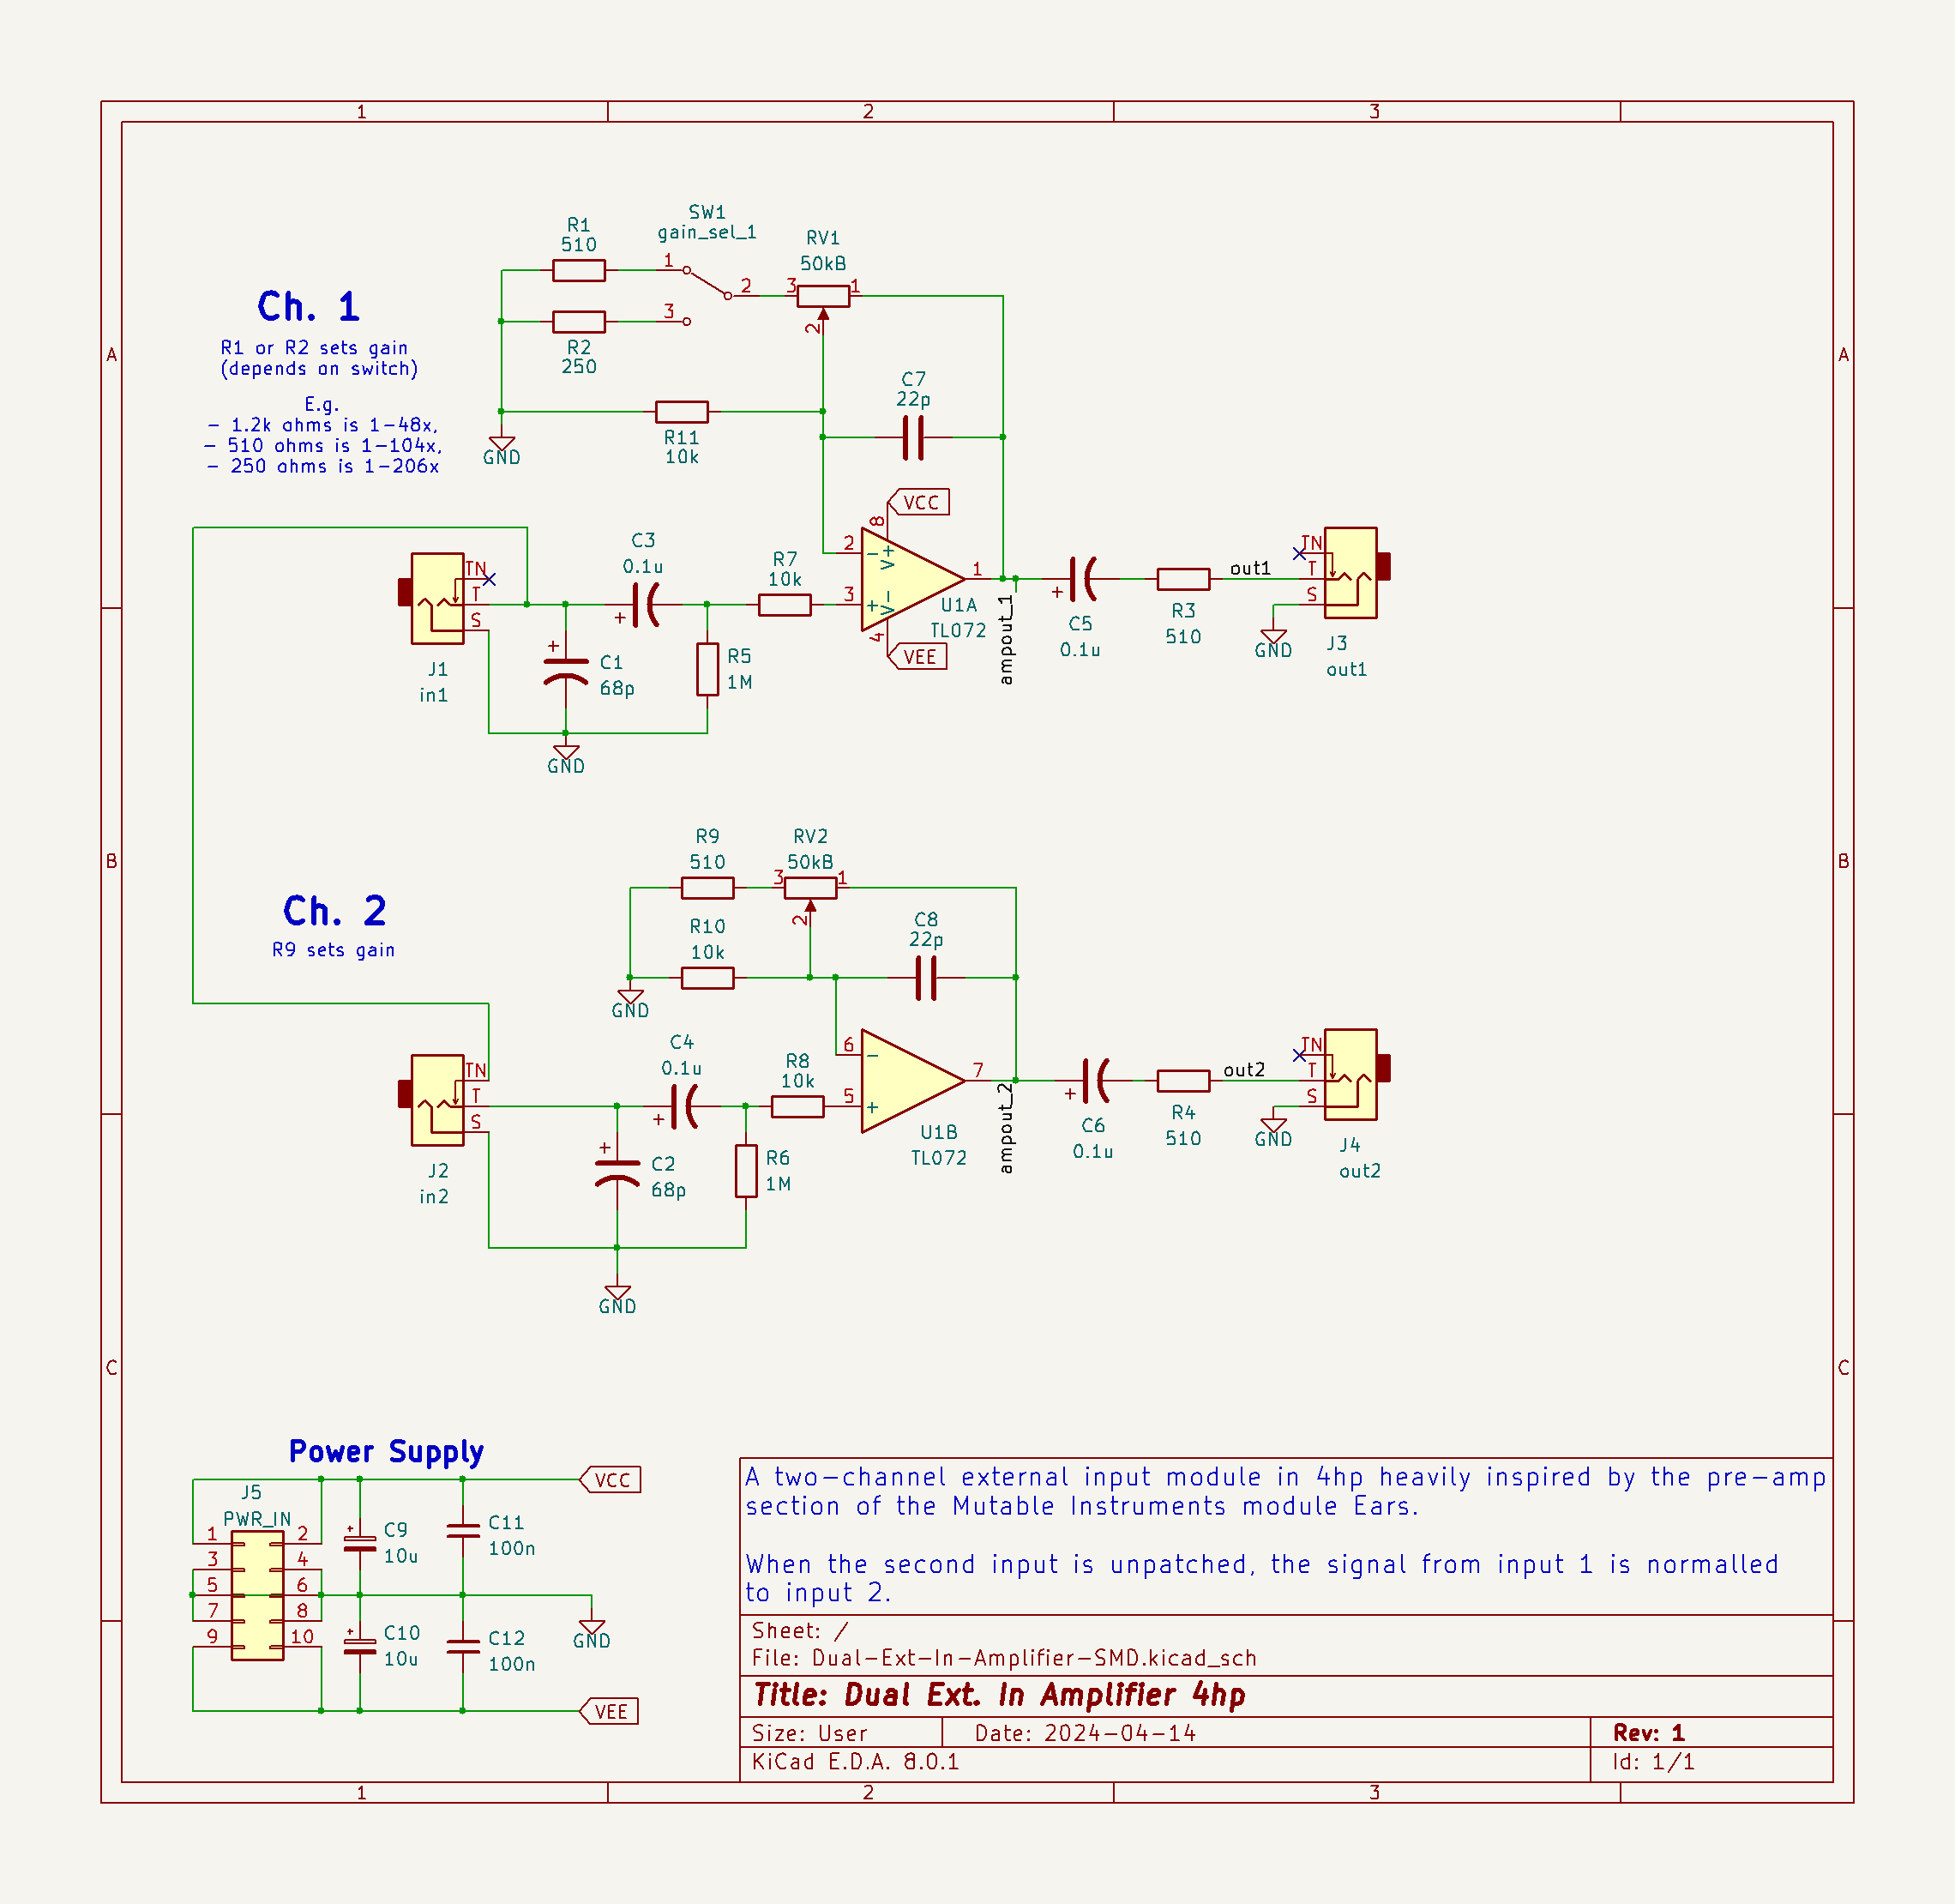 1
2
3
A
A
B
B
C
C
1
2
3
SW1
gain_sel_1
R1
510
1
2
3
R2
250
RV1
50kB
3
1
2
Ch. 1
R1 or R2 sets gain
(depends on switch)
E.g.
- 1.2k ohms is 1-48x,
- 510 ohms is 1-104x,
- 250 ohms is 1-206x
GND
R11
10k
C7
22p
VCC
8
2
-
V+
3
+
V-
4
1
U1A
TL072
VEE
ampout_1
TN
T
S
J1
in1
C3
0.1u
+
R7
10k
+
C1
68p
R5
1M
GND
+
C5
0.1u
R3
510
out1
TN
T
S
GND
J3
out1
Ch. 2
R9 sets gain
R9
510
RV2
50kB
3
1
2
R10
10k
GND
C8
22p
TN
T
S
J2
in2
C4
0.1u
+
R8
10k
6
-
5
+
7
U1B
TL072
ampout_2
+
C2
68p
R6
1M
GND
+
C6
0.1u
R4
510
out2
TN
T
S
GND
J4
out2
Power Supply
VCC
J5
PWR_IN
1
2
3
4
5
6
7
8
9
10
+
C9
10u
C11
100n
+
C10
10u
C12
100n
GND
VEE
A two-channel external input module in 4hp heavily inspired by the pre-amp
section of the Mutable Instruments module Ears.
When the second input is unpatched, the signal from input 1 is normalled
to input 2.
Sheet: /
File: Dual-Ext-In-Amplifier-SMD.kicad_sch
Title: Dual Ext. In Amplifier 4hp
Size: User
Date: 2024-04-14
Rev: 1
KiCad E.D.A. 8.0.1
Id: 1/1